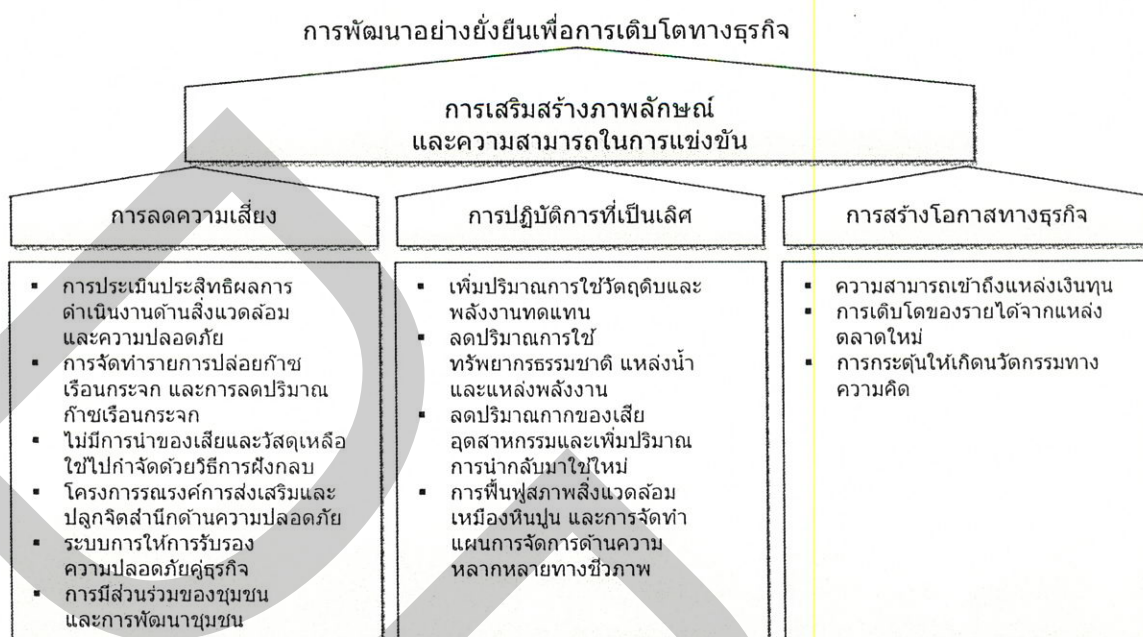 การพัฒนาอย่างยั่งยืนเพื่อการเติบโตทางธุรกิจ
การเสริมสร้างภาพลักษณ์
และความสามารถในการแข่งขัน
การลดความเสี่ยง
▪ การประเมินประสิทธิผลการ
ดำเนินงานด้านสิ่งแวดล้อม
และความปลอดภัย
▪ การจัดทำรายการปล่อยก๊าซ
เรือนกระจก และการลดปริมาณ
ก๊าซเรือนกระจก
▪ ไม่มีการนำของเสียและวัสดุเหลือ
ใช้ไปกำจัดด้วยวิธีการฝังกลบ
▪ โครงการรณรงค์การส่งเสริมและ
ปลูกจิตสำนึกด้านความปลอดภัย
▪ ระบบการให้การรับรอง
ความปลอดภัยคู่ธุรกิจ
▪ การมีส่วนร่วมของชุมชน
และการพัฒนาชุมชน
การปฏิบัติการที่เป็นเลิศ
▪ เพิ่มปริมาณการใช้วัตถุดิบและ
พลังงานทดแทน
▪ ลดปริมาณการใช้
ทรัพยากรธรรมชาติ แหล่งน้ำ
และแหล่งพลังงาน
▪ ลดปริมาณกากของเสีย
อุตสาหกรรมและเพิ่มปริมาณ
การนำกลับมาใช้ใหม่
▪ การฟื้นฟูสภาพสิ่งแวดล้อม
เหมืองหินปูน และการจัดทำ
แผนการจัดการด้านความ
หลากหลายทางชีวภาพ
การสร้างโอกาสทางธุรกิจ
▪ ความสามารถเข้าถึงแหล่งเงินทุน
▪ การเติบโตของรายได้จากแหล่ง
ตลาดใหม่
▪ การกระตุ้นให้เกิดนวัตกรรมทาง
ความคิด